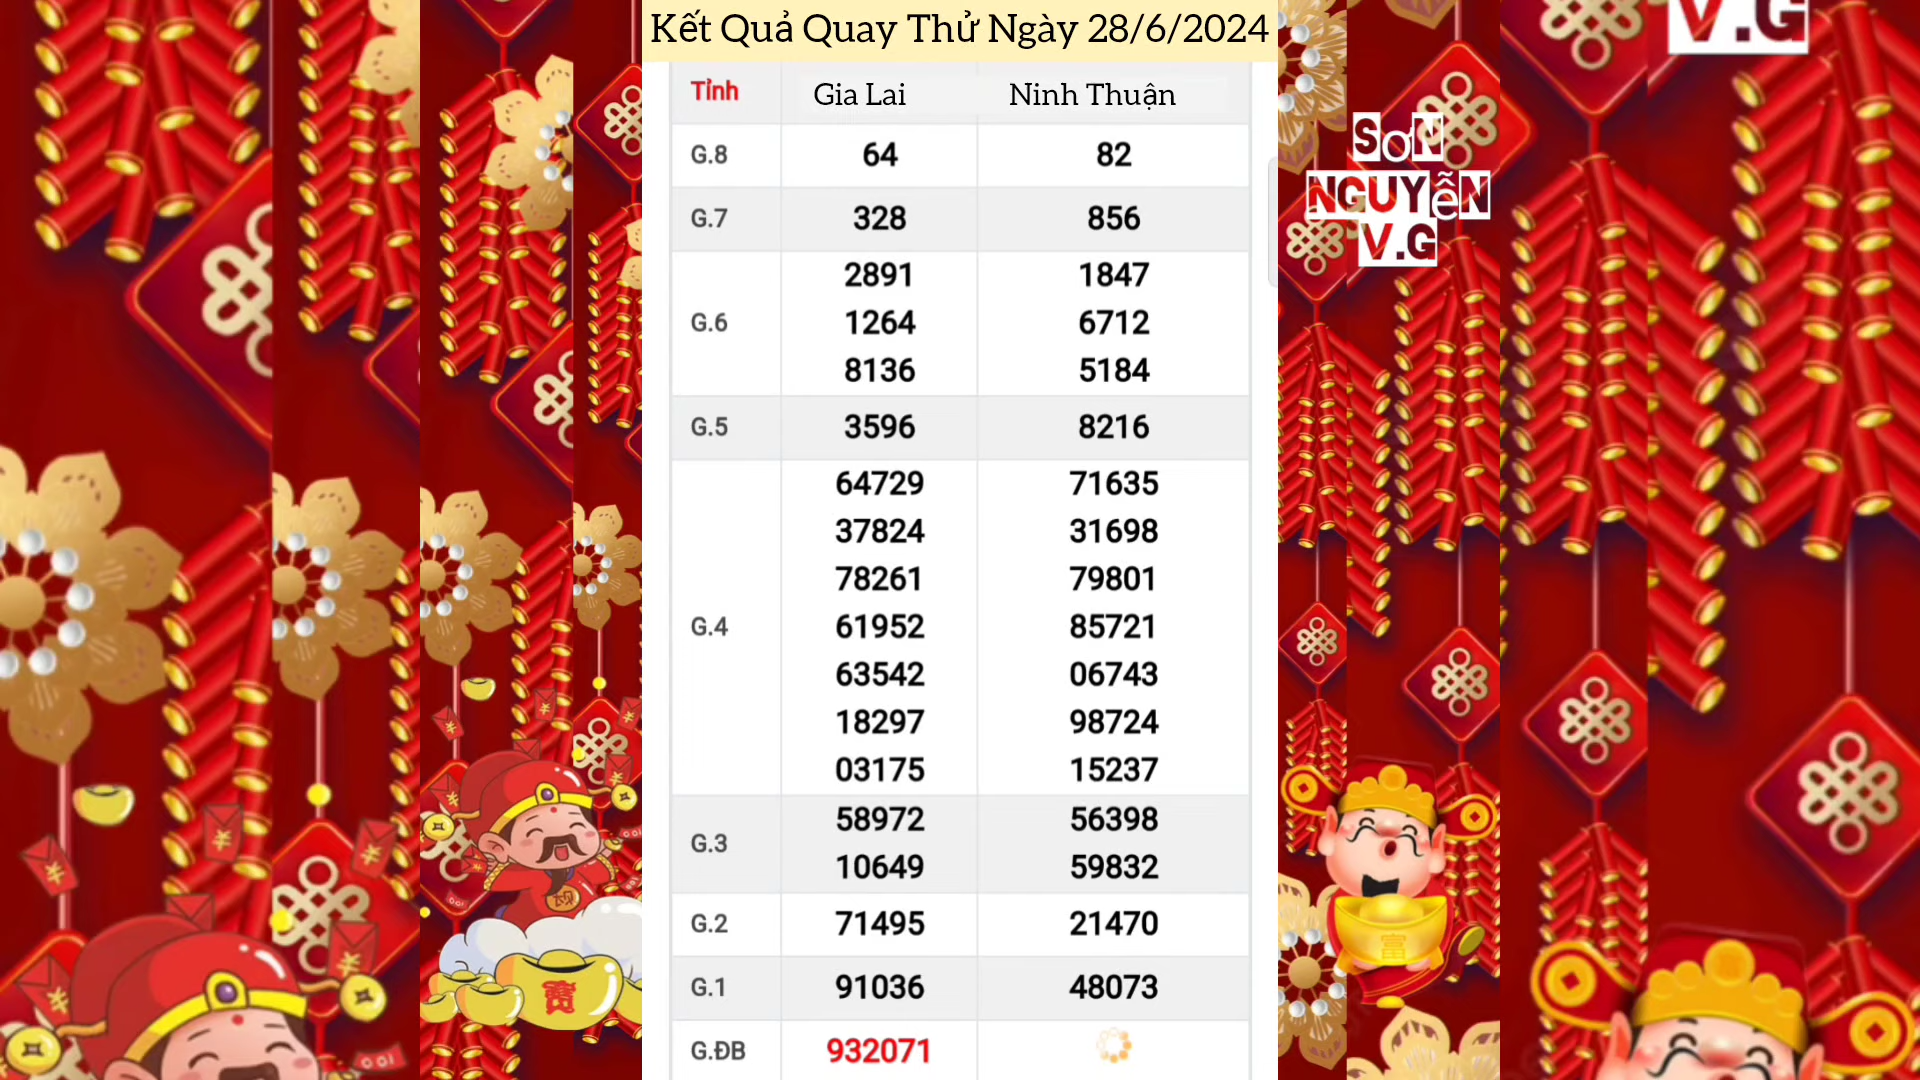 Kết Quả Quay Thử Ngày 28/6/2024
V.G
Tỉnh Gia Lai Ninh Thuận
SƠN
NGUYỄN
V.G
G.8 64 82
G.7 328 856
G.6 2891 1847
1264 6712
8136 5184
G.5 3596 8216
G.4 64729 71635
37824 31698
78261 79801
61952 85721
63542 06743
18297 98724
03175 15237
G.3 58972 56398
10649 59832
G.2 71495 21470
G.1 91036 48073
G.ĐB 932071
富
寶